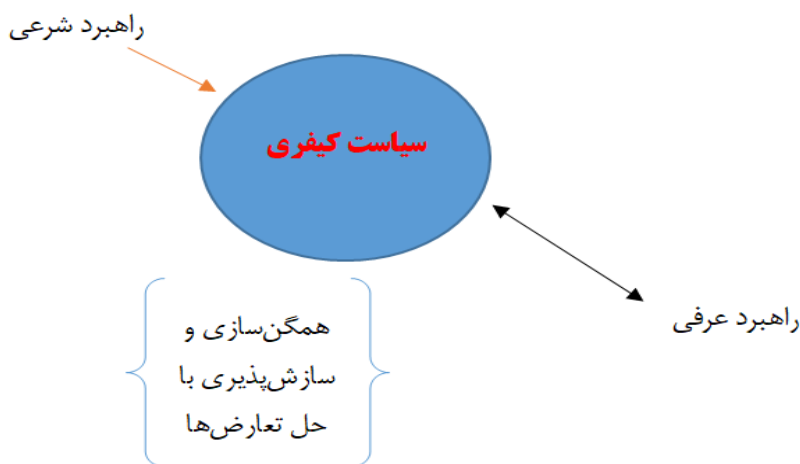 راهبرد شرعی
سیاست کیفری
راهبرد عرفی
همگن‌سازی و
سازش‌پذیری با
حل تعارض‌ها